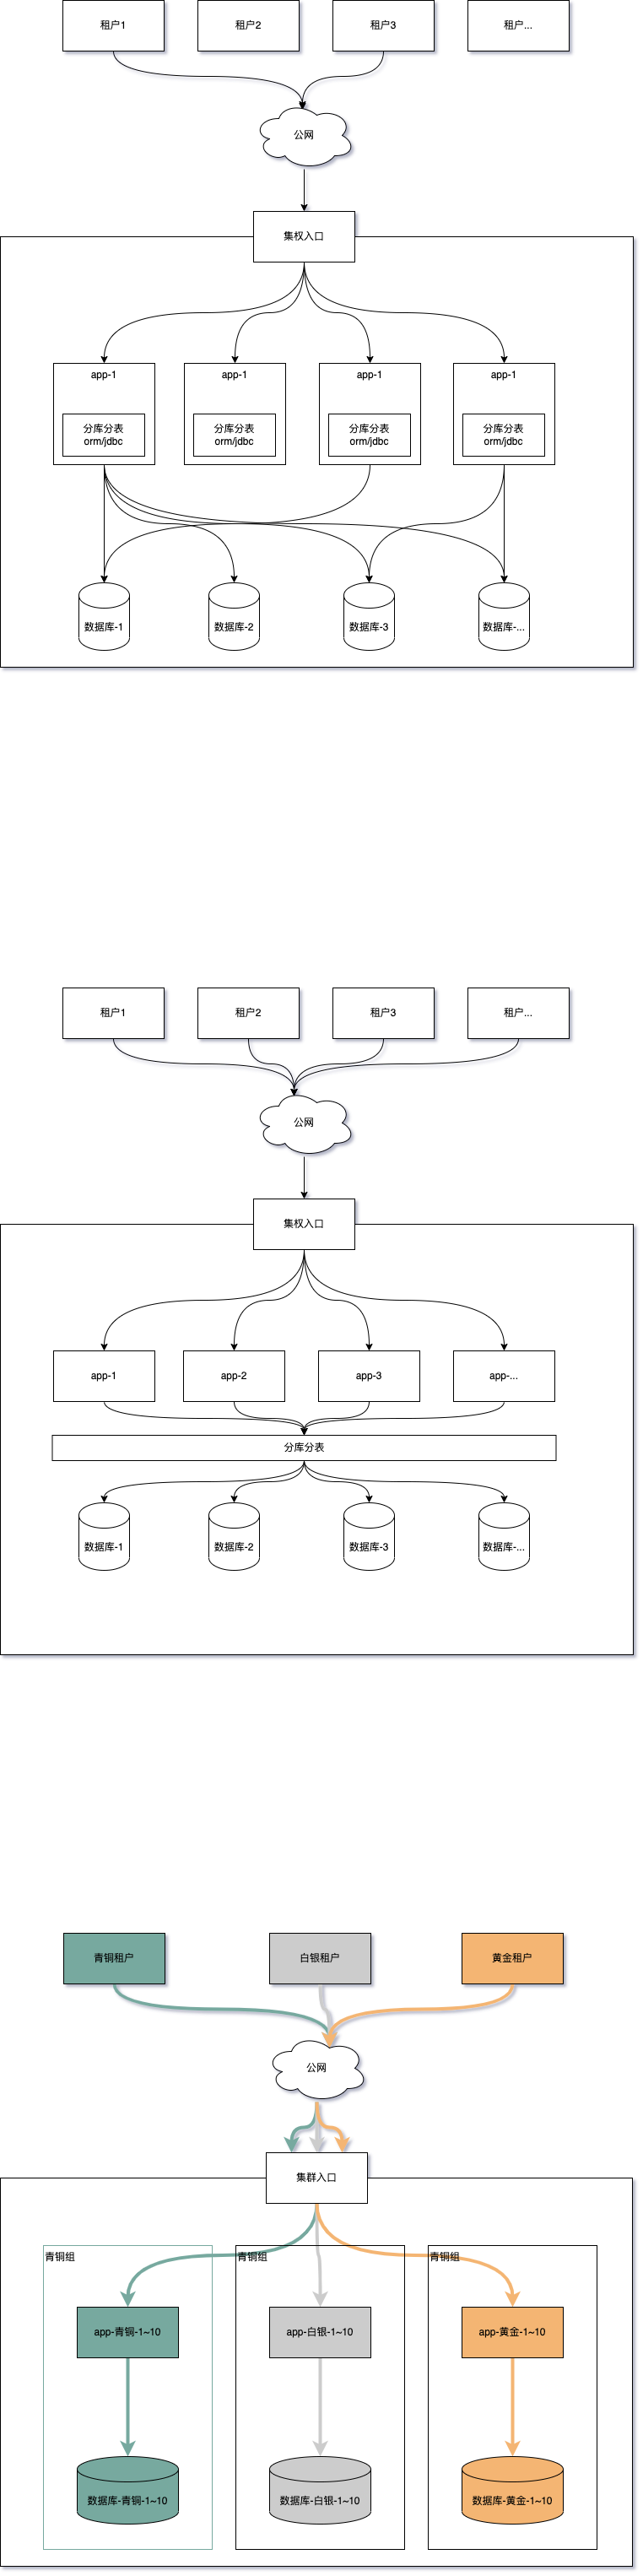 租户1
租户2
租户3
租户...
公网
集权入口
app-1
app-1
app-1
app-1
分库分表
orm/jdbc
分库分表
orm/jdbc
分库分表
orm/jdbc
分库分表
orm/jdbc
数据库-1
数据库-2
数据库-3
数据库-...
租户1
租户2
租户3
租户...
公网
集权入口
app-1
app-2
app-3
app-...
分库分表
数据库-1
数据库-2
数据库-3
数据库-...
青铜租户
白银租户
黄金租户
公网
集群入口
青铜组
青铜组
青铜组
app-青铜-1~10
app-白银-1~10
app-黄金-1~10
数据库-青铜-1~10
数据库-白银-1~10
数据库-黄金-1~10